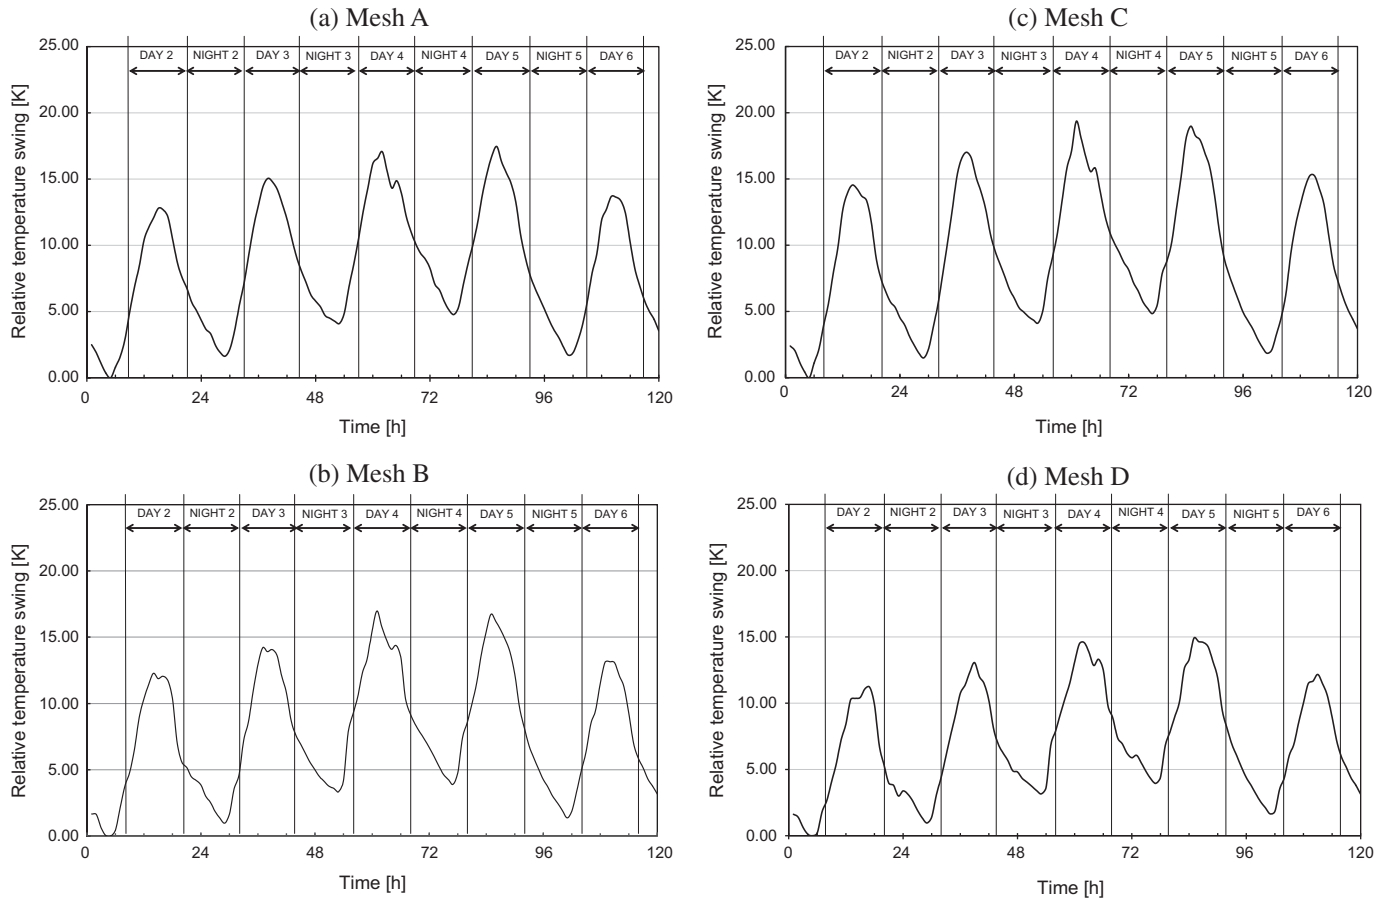 (a) Mesh A
DAY 2 NIGHT 2 DAY 3 NIGHT 3 DAY 4 NIGHT 4 DAY 5 NIGHT 5 DAY 6
25.00
20.00
15.00
10.00
5.00
0.00
Relative temperature swing [K]
0 24 48 72 96 120
Time [h]
(c) Mesh C
DAY 2 NIGHT 2 DAY 3 NIGHT 3 DAY 4 NIGHT 4 DAY 5 NIGHT 5 DAY 6
25.00
20.00
15.00
10.00
5.00
0.00
Relative temperature swing [K]
0 24 48 72 96 120
Time [h]
(b) Mesh B
DAY 2 NIGHT 2 DAY 3 NIGHT 3 DAY 4 NIGHT 4 DAY 5 NIGHT 5 DAY 6
25.00
20.00
15.00
10.00
5.00
0.00
Relative temperature swing [K]
0 24 48 72 96 120
Time [h]
(d) Mesh D
DAY 2 NIGHT 2 DAY 3 NIGHT 3 DAY 4 NIGHT 4 DAY 5 NIGHT 5 DAY 6
25.00
20.00
15.00
10.00
5.00
0.00
Relative temperature swing [K]
0 24 48 72 96 120
Time [h]